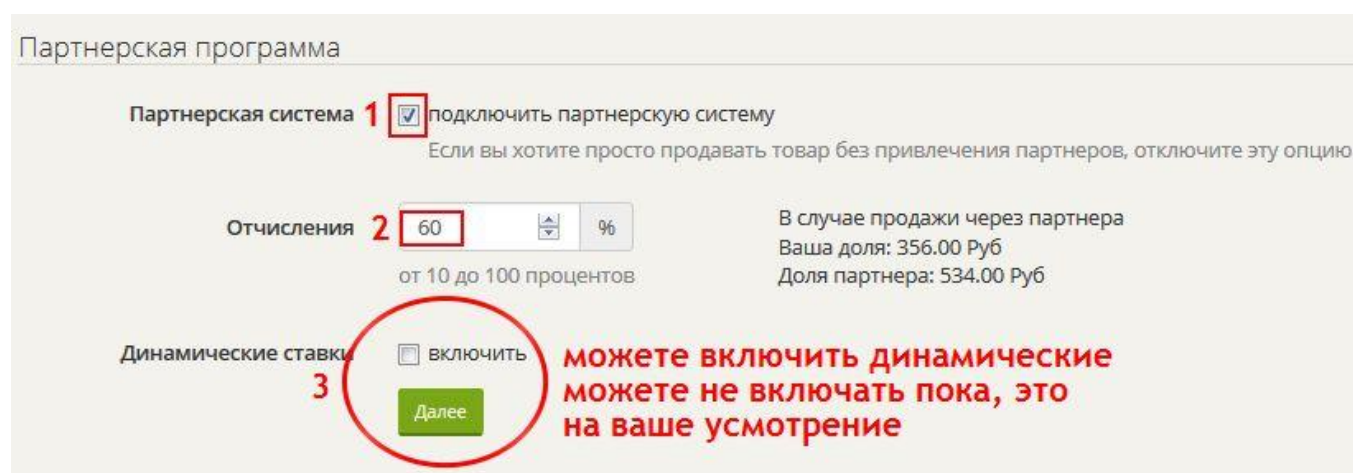 Партнерская программа
Партнерская система 1 подключить партнерскую систему
Если вы хотите просто продавать товар без привлечения партнеров, отключите эту опцию
Отчисления 2 60 %
от 10 до 100 процентов
В случае продажи через партнера
Ваша доля: 356.00 Руб
Доля партнера: 534.00 Руб
Динамические ставки включить
3
Далее
можете включить динамические
можете не включать пока, это
на ваше усмотрение